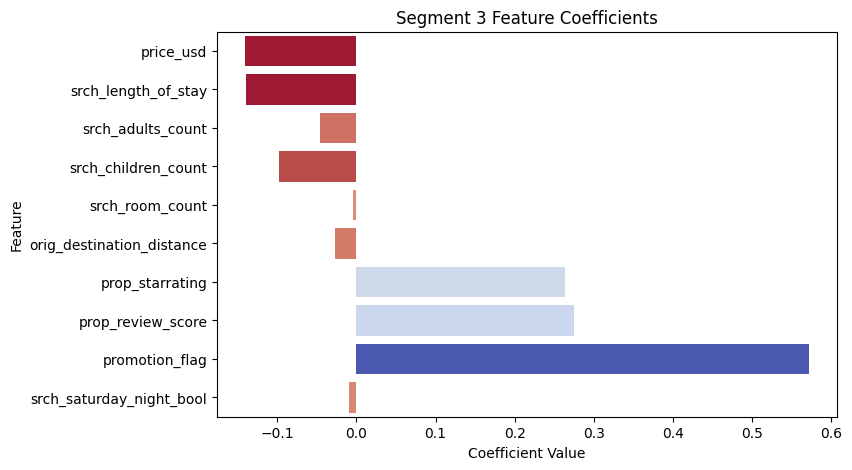 Segment 3 Feature Coefficients
Feature
price_usd
srch_length_of_stay
srch_adults_count
srch_children_count
srch_room_count
orig_destination_distance
prop_starrating
prop_review_score
promotion_flag
srch_saturday_night_bool
−0.1 0.0 0.1 0.2 0.3 0.4 0.5 0.6
Coefficient Value